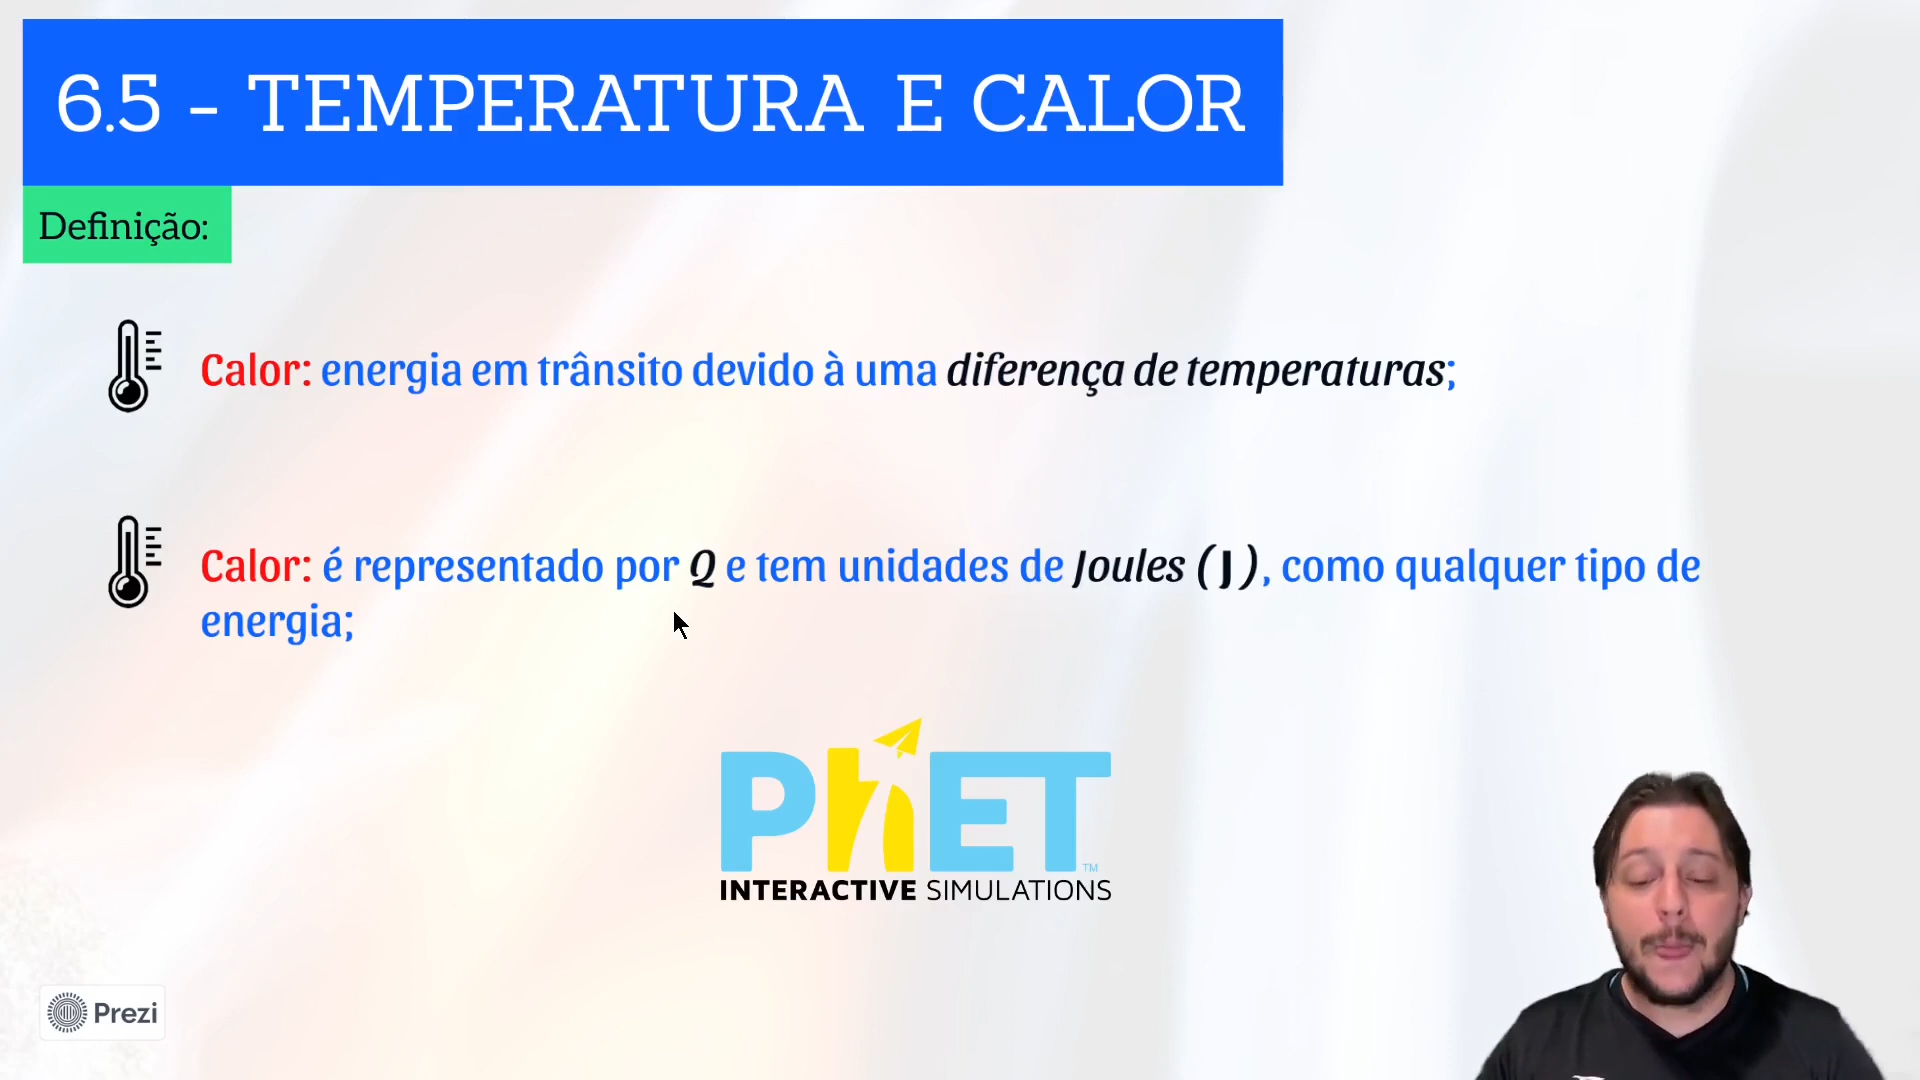 6.5 - TEMPERATURA E CALOR
Definição:
Calor: energia em trânsito devido à uma diferença de temperaturas;
Calor: é representado por Q e tem unidades de Joules (J), como qualquer tipo de
energia;
PhET
TM
INTERACTIVE SIMULATIONS
Prezi